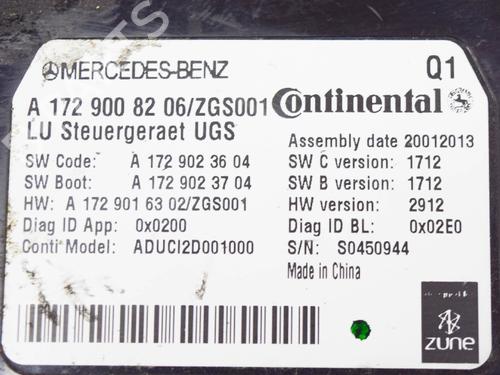 MERCEDES-BENZ Q1
A 172 900 82 06/ZGS001 Continental
LU Steuergeraet UGS
Assembly date 20012013
SW Code: A 172 902 36 04 SW C version: 1712
SW Boot: A 172 902 37 04 SW B version: 1712
HW: A 172 901 63 02/ZGS001 HW version: 2912
Diag ID App: 0x0200 Diag ID BL: 0x02E0
Conti Model: ADUCI2D001000 S/N: S0450944
Made in China
zune